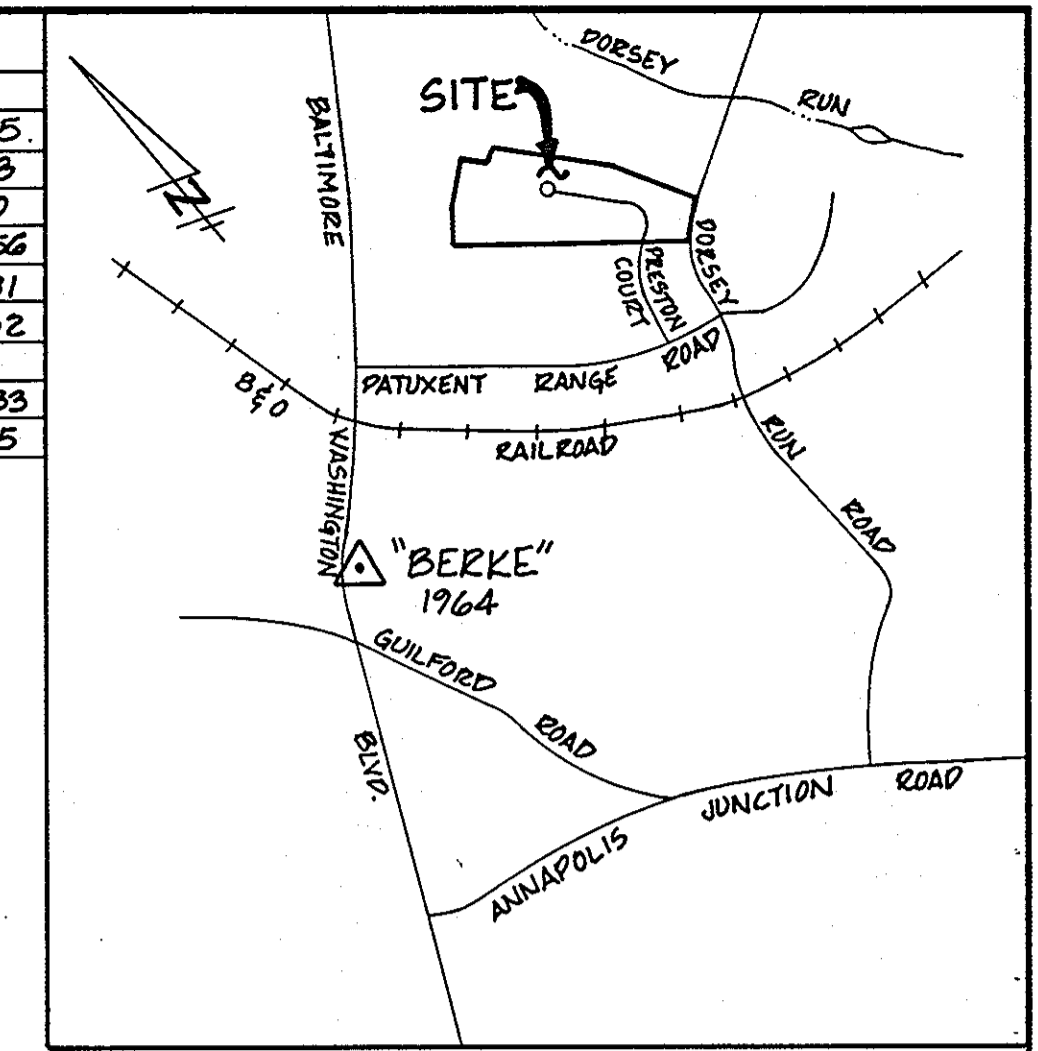 5.
3
0
56
31
52
33
5
DORSEY
RUN
SITE
BALTIMORE
N
DORSEY
PRESTON
COURT
ROAD
PATUXENT RANGE
B&O
RAILROAD
WASHINGTON
RUN
ROAD
"BERKE"
1964
GUILFORD
ROAD
BLVD.
JUNCTION ROAD
ANNAPOLIS